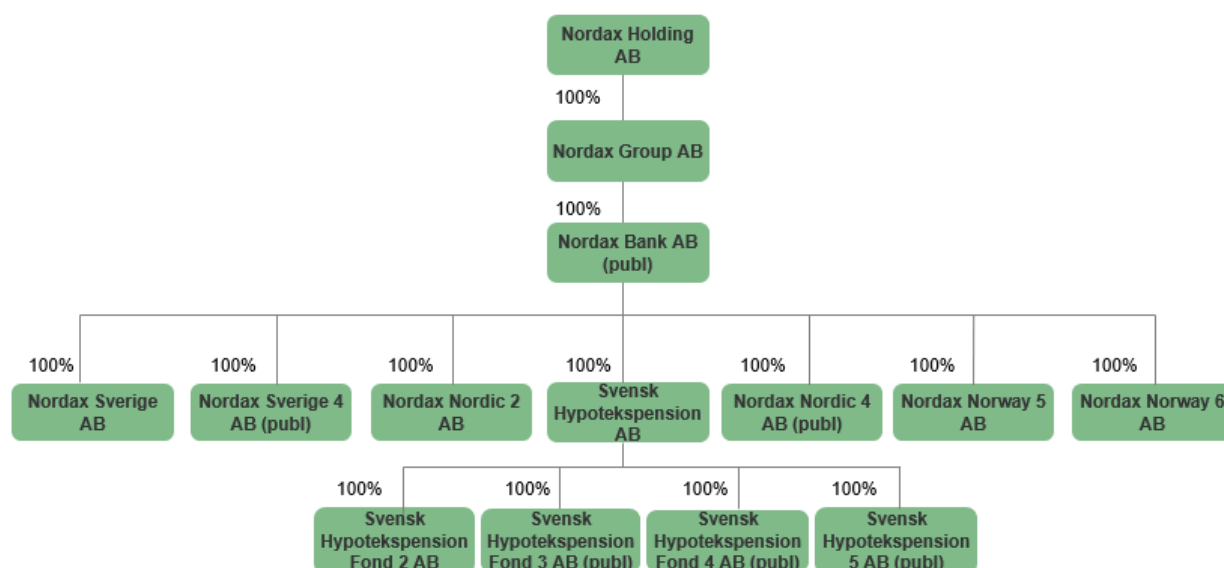 Nordax Holding
AB
100%
Nordax Group AB
100%
Nordax Bank AB
(publ)
100%
100%
100%
100%
100%
100%
100%
Nordax Sverige
AB
Nordax Sverige 4
AB (publ)
Nordax Nordic 2
AB
Svensk
Hypotekspension
AB
Nordax Nordic 4
AB (publ)
Nordax Norway 5
AB
Nordax Norway 6
AB
100%
100%
100%
100%
Svensk
Hypotekspension
Fond 2 AB
Svensk
Hypotekspension
Fond 3 AB (publ)
Svensk
Hypotekspension
Fond 4 AB (publ)
Svensk
Hypotekspension
5 AB (publ)